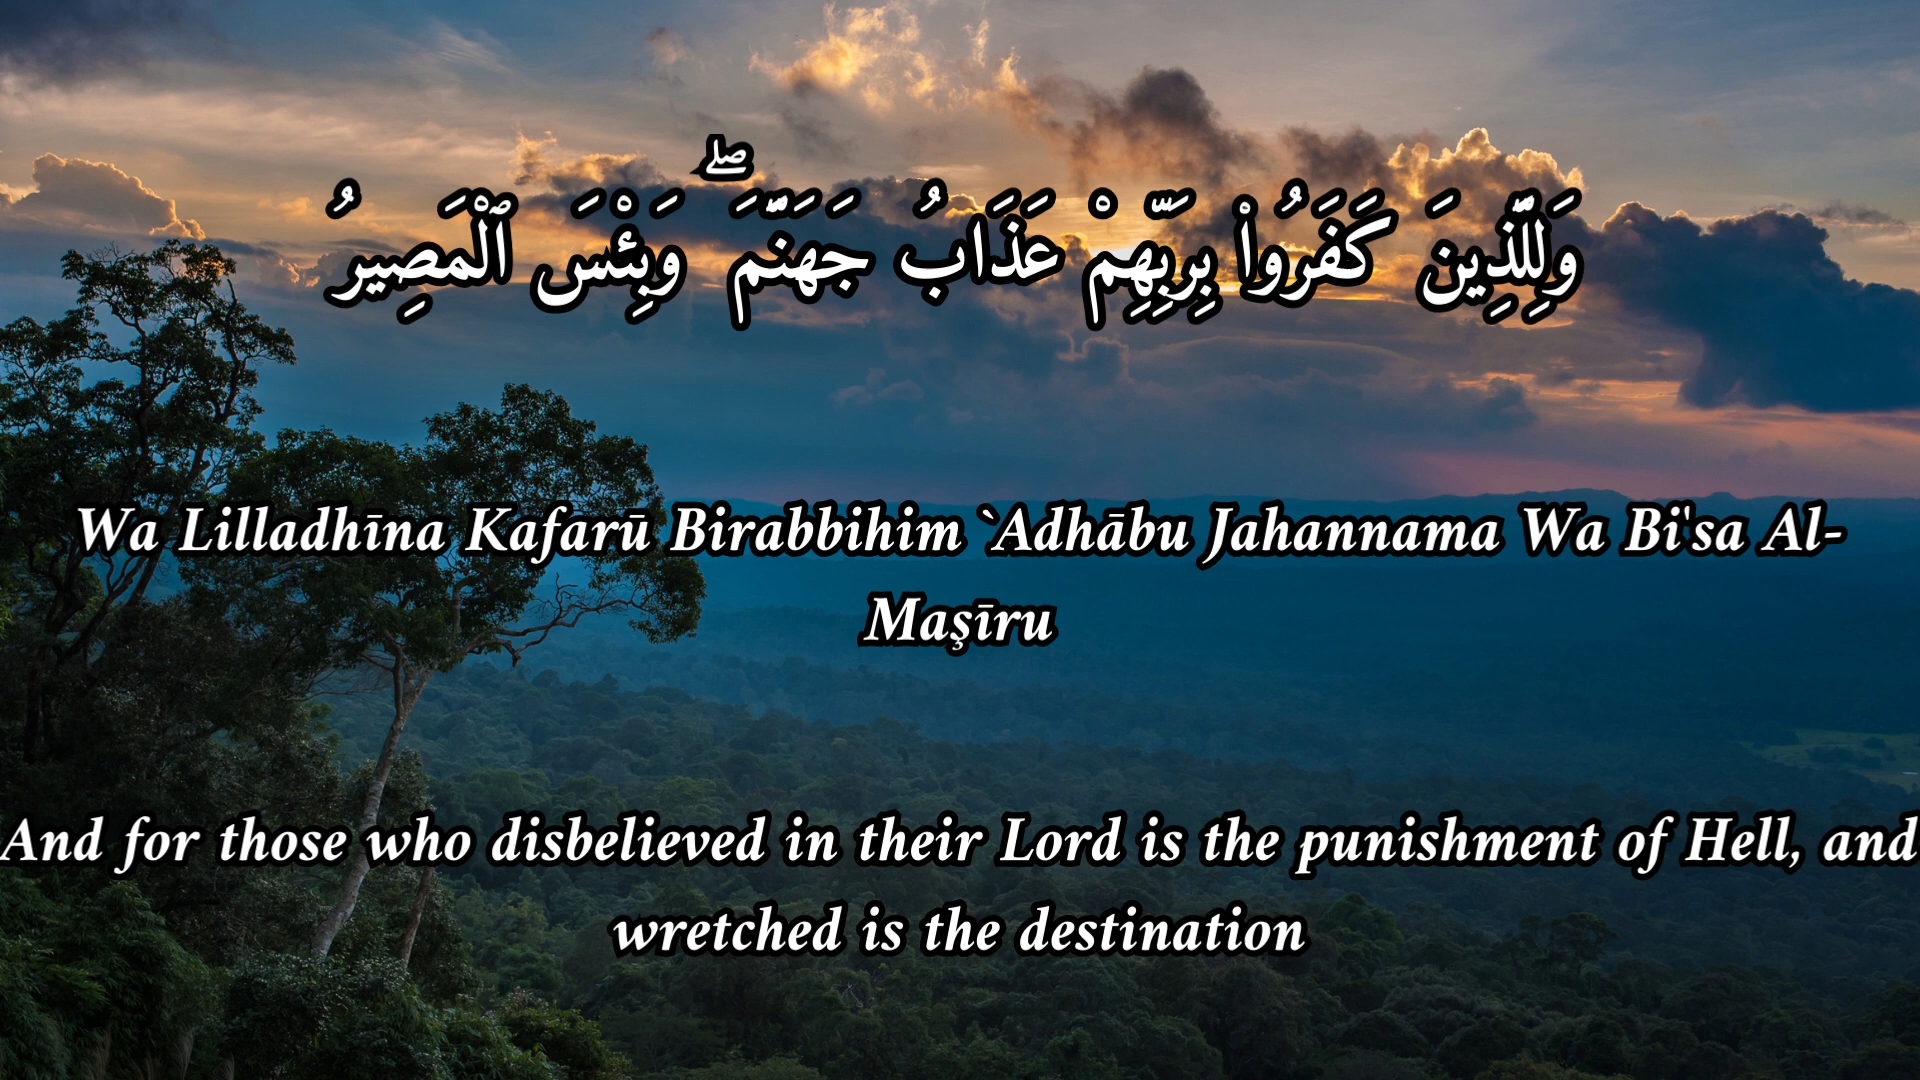 وَلِلَّذِينَ كَفَرُوا۟ بِرَبِّهِمْ عَذَابُ جَهَنَّمَ ۖ وَبِئْسَ ٱلْمَصِيرُ
Wa Lilladhīna Kafarū Birabbihim `Adhābu Jahannama Wa Bi'sa Al-
Maşīru
And for those who disbelieved in their Lord is the punishment of Hell, and
wretched is the destination